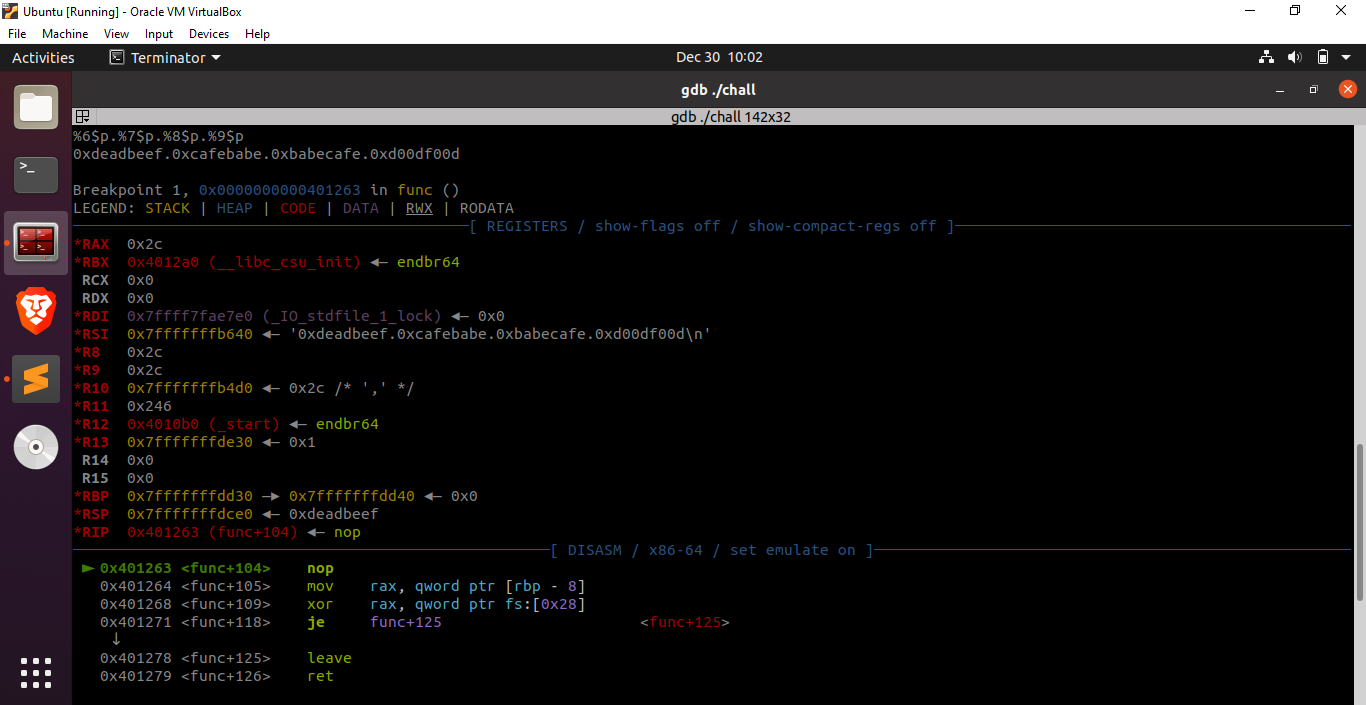 Ubuntu [Running] - Oracle VM VirtualBox
File Machine View Input Devices Help
Activities Terminator Dec 30 10:02
gdb ./chall
gdb ./chall 142x32
%6$p.%7$p.%8$p.%9$p
0xdeadbeef.0xcafebabe.0xbabecafe.0xd00df00d
Breakpoint 1, 0x0000000000401263 in func ()
LEGEND: STACK | HEAP | CODE | DATA | RWX | RODATA
[ REGISTERS / show-flags off / show-compact-regs off ]
*RAX 0x2c
*RBX 0x4012a0 (__libc_csu_init) ◂— endbr64
RCX 0x0
RDX 0x0
*RDI 0x7ffff7fae7e0 (_IO_stdfile_1_lock) ◂— 0x0
*RSI 0x7fffffffb640 ◂— '0xdeadbeef.0xcafebabe.0xbabecafe.0xd00df00d\n'
*R8 0x2c
*R9 0x2c
*R10 0x7fffffffb4d0 ◂— 0x2c /* ',' */
*R11 0x246
*R12 0x4010b0 (_start) ◂— endbr64
*R13 0x7fffffffde30 ◂— 0x1
R14 0x0
R15 0x0
*RBP 0x7fffffffdd30 —▸ 0x7fffffffdd40 ◂— 0x0
*RSP 0x7fffffffdce0 ◂— 0xdeadbeef
*RIP 0x401263 (func+104) ◂— nop
[ DISASM / x86-64 / set emulate on ]
► 0x401263 <func+104> nop
0x401264 <func+105> mov rax, qword ptr [rbp - 8]
0x401268 <func+109> xor rax, qword ptr fs:[0x28]
0x401271 <func+118> je func+125 <func+125>
↓
0x401278 <func+125> leave
0x401279 <func+126> ret